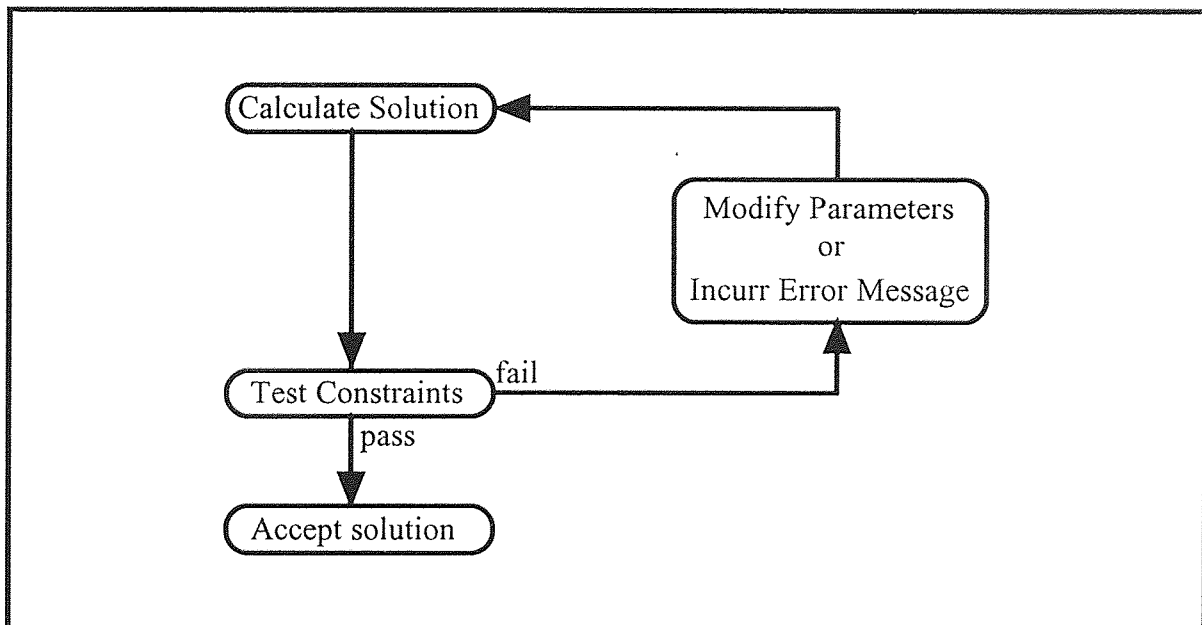 Calculate Solution
Modify Parameters
or
Incurr Error Message
Test Constraints
fail
pass
Accept solution